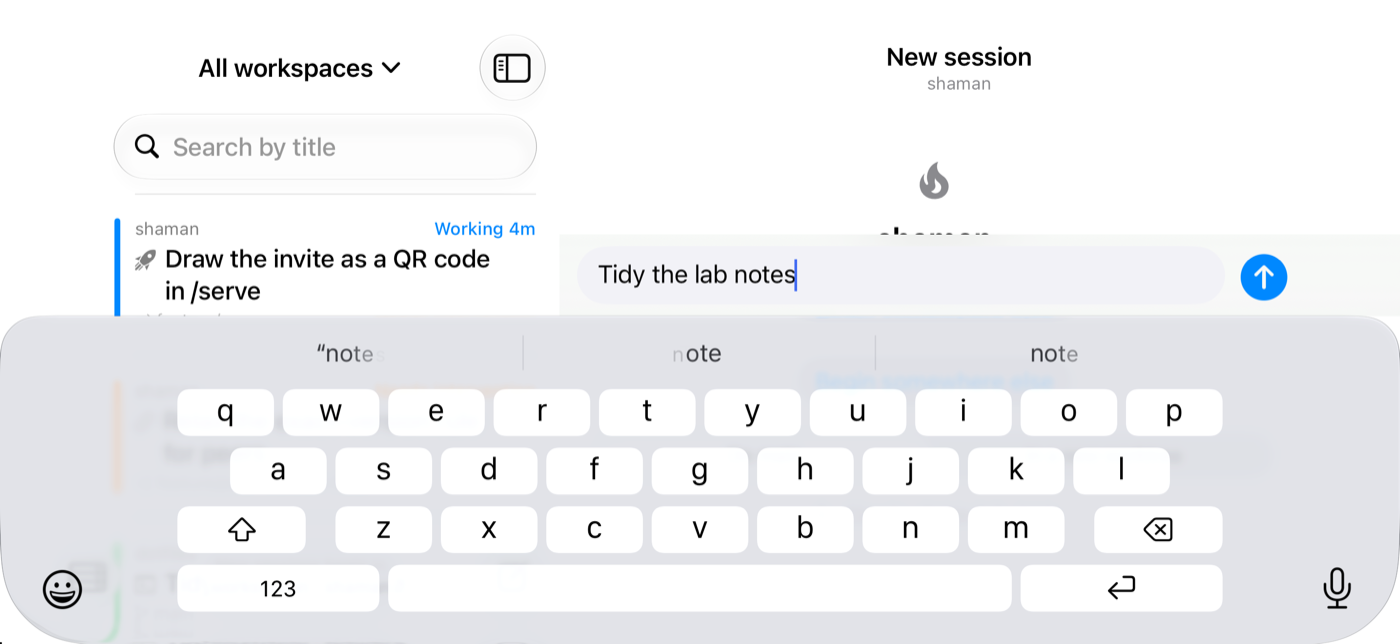 All workspaces
Search by title
shaman
Working 4m
Draw the invite as a QR code
in /serve
New session
shaman
Tidy the lab notes
“notes
note
note
q w e r t y u i o p
a s d f g h j k l
z x c v b n m
123